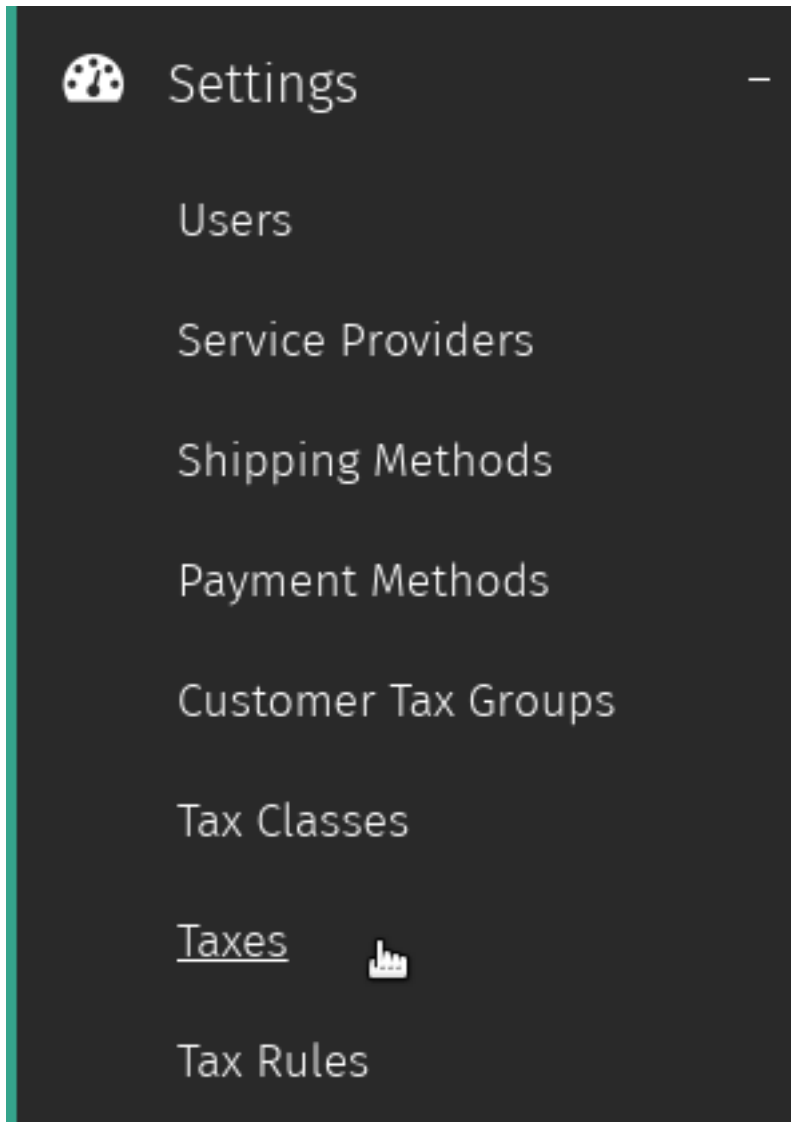 Settings
Users
Service Providers
Shipping Methods
Payment Methods
Customer Tax Groups
Tax Classes
Taxes
Tax Rules